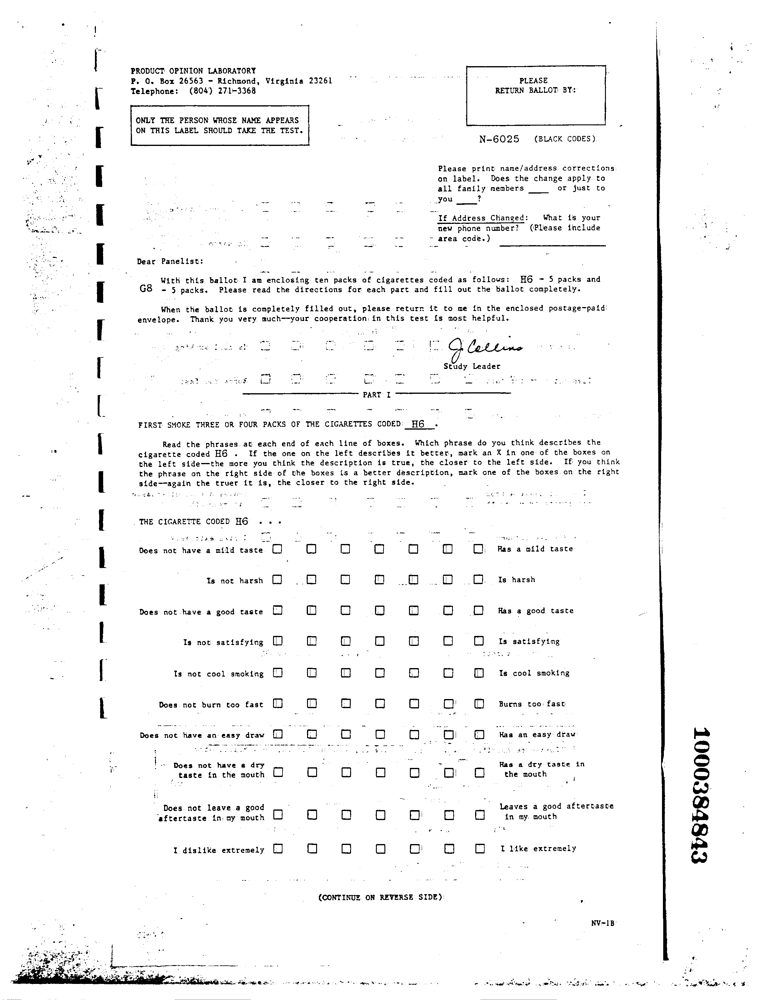 PRODUCT OPINION LABORATORY
P. O. Box 26563 - Richmond, Virginia 23261
Telephone: (804) 271-3368
PLEASE
RETURN BALLOT BY:
ONLY THE PERSON WHOSE NAME APPEARS
ON THIS LABEL SHOULD TAKE THE TEST.
N-6025 (BLACK CODES)
Please print name/address corrections
on label. Does the change apply to
all family members ____ or just to
you ____?
If Address Changed: What is your
new phone number? (Please include
area code.)
Dear Panelist:
With this ballot I am enclosing ten packs of cigarettes coded as follows: H6 - 5 packs and
G8 - 5 packs. Please read the directions for each part and fill out the ballot completely.
When the ballot is completely filled out, please return it to me in the enclosed postage-paid
envelope. Thank you very much--your cooperation in this test is most helpful.
J Collins
Study Leader
PART I
FIRST SMOKE THREE OR FOUR PACKS OF THE CIGARETTES CODED H6 .
Read the phrases at each end of each line of boxes. Which phrase do you think describes the
cigarette coded H6 . If the one on the left describes it better, mark an X in one of the boxes on
the left side--the more you think the description is true, the closer to the left side. If you think
the phrase on the right side of the boxes is a better description, mark one of the boxes on the right
side--again the truer it is, the closer to the right side.
THE CIGARETTE CODED H6 . . .
Does not have a mild taste □ □ □ □ □ □ □ Has a mild taste
Is not harsh □ □ □ □ □ □ □ Is harsh
Does not have a good taste □ □ □ □ □ □ □ Has a good taste
Is not satisfying □ □ □ □ □ □ □ Is satisfying
Is not cool smoking □ □ □ □ □ □ □ Is cool smoking
Does not burn too fast □ □ □ □ □ □ □ Burns too fast
Does not have an easy draw □ □ □ □ □ □ □ Has an easy draw
Does not have a dry
taste in the mouth □ □ □ □ □ □ □ Has a dry taste in
the mouth
Does not leave a good
aftertaste in my mouth □ □ □ □ □ □ □ Leaves a good aftertaste
in my mouth
I dislike extremely □ □ □ □ □ □ □ I like extremely
(CONTINUE ON REVERSE SIDE)
NV-1B
1000384843